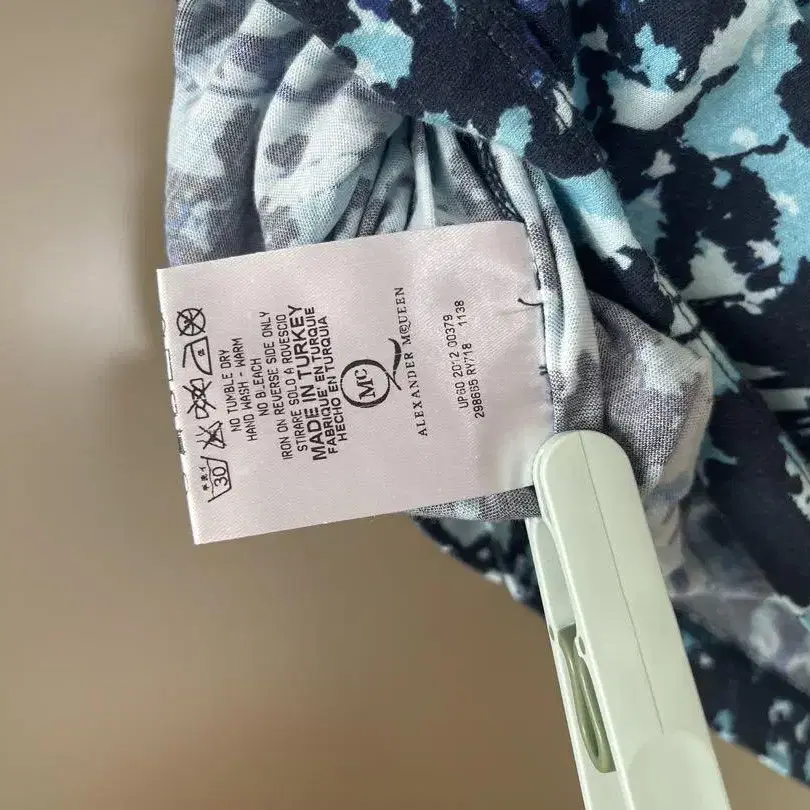 30
NO TUMBLE DRY
HAND WASH - WARM
NO BLEACH
IRON ON REVERSE SIDE ONLY
STIRARE SOLO A ROVESCIO
MADE IN TURKEY
FABRIQUE' EN TURQUIE
HECHO EN TURQUIA
McQ
ALEXANDER McQUEEN
UP60 2012 00379
298665 RY718 1138